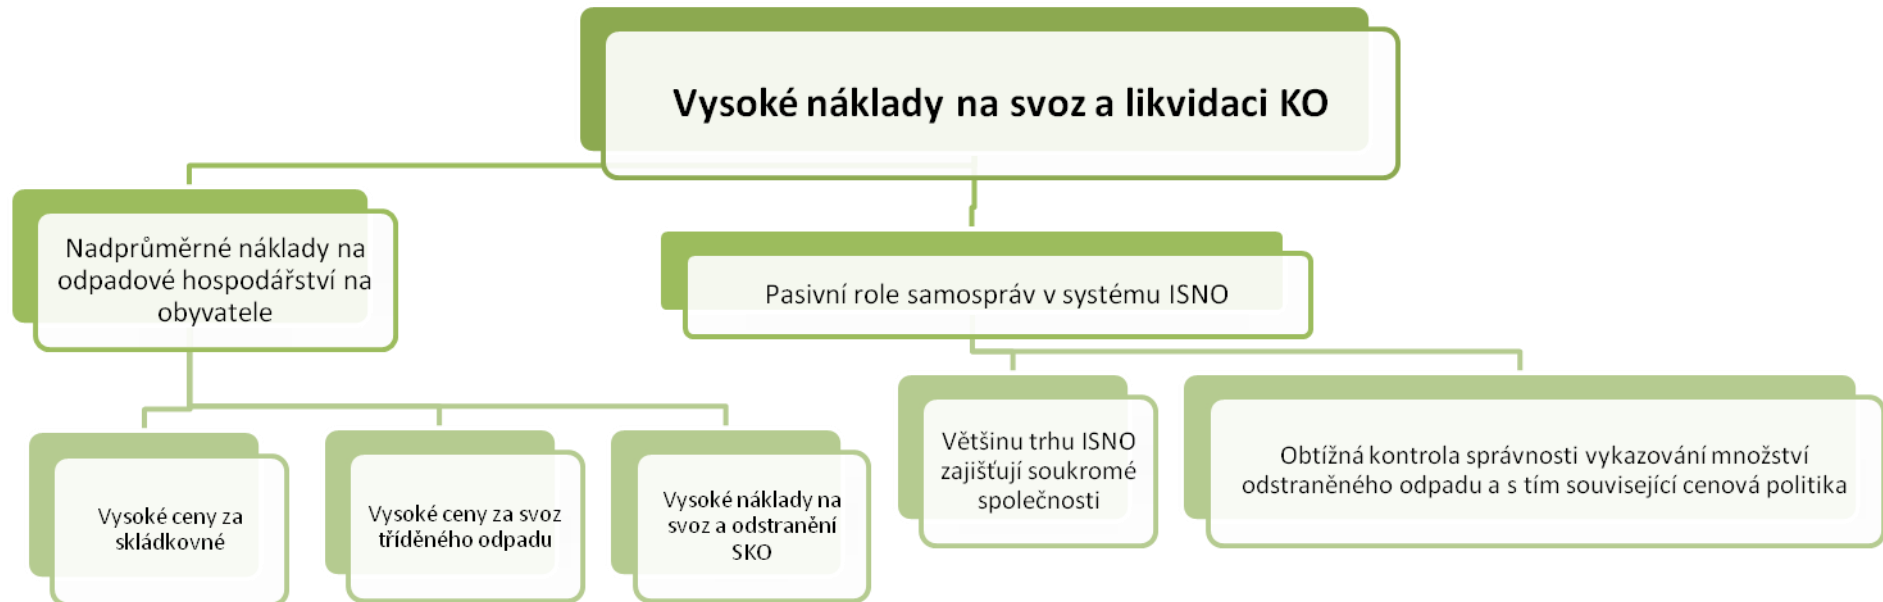 Vysoké náklady na svoz a likvidaci KO
Nadprůměrné náklady na
odpadové hospodářství na
obyvatele
Pasivní role samospráv v systému ISNO
Vysoké ceny za
skládkovné
Vysoké ceny za svoz
tříděného odpadu
Vysoké náklady na
svoz a odstranění
SKO
Většinu trhu ISNO
zajišťují soukromé
společnosti
Obtížná kontrola správnosti vykazování množství
odstraněného odpadu a s tím související cenová politika